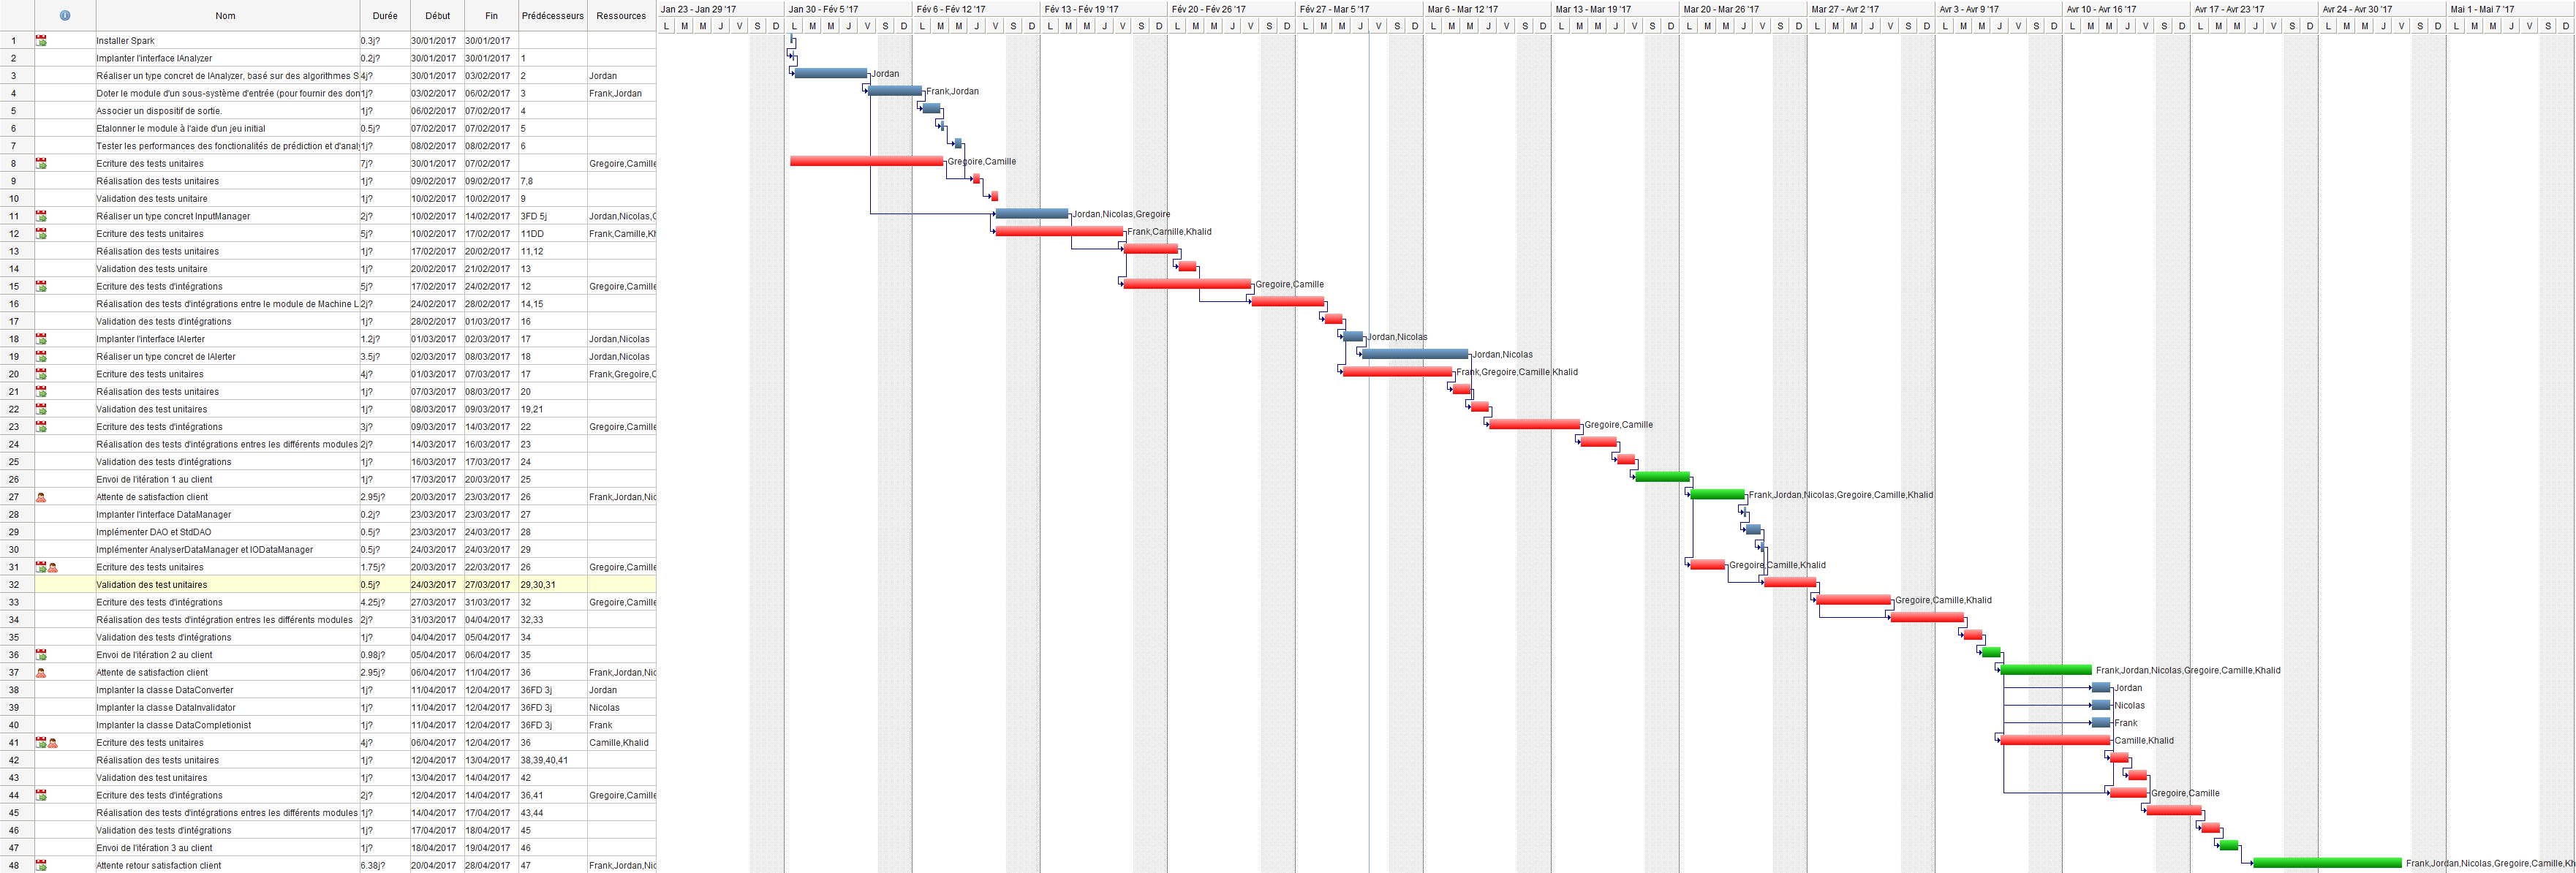 Nom Durée Début Fin Prédécesseurs Ressources
Jan 23 - Jan 29 '17 Jan 30 - Fév 5 '17 Fév 6 - Fév 12 '17 Fév 13 - Fév 19 '17 Fév 20 - Fév 26 '17 Fév 27 - Mar 5 '17 Mar 6 - Mar 12 '17 Mar 13 - Mar 19 '17 Mar 20 - Mar 26 '17 Mar 27 - Avr 2 '17 Avr 3 - Avr 9 '17 Avr 10 - Avr 16 '17 Avr 17 - Avr 23 '17 Avr 24 - Avr 30 '17 Mai 1 - Mai 7 '17
L M M J V S D L M M J V S D L M M J V S D L M M J V S D L M M J V S D L M M J V S D L M M J V S D L M M J V S D L M M J V S D L M M J V S D L M M J V S D L M M J V S D L M M J V S D L M M J V S D L M M J V S D
1 Installer Spark 0.3j? 30/01/2017 30/01/2017
2 Implanter l'interface IAnalyzer 0.2j? 30/01/2017 30/01/2017 1
3 Réaliser un type concret de IAnalyzer, basé sur des algorithmes S 4j? 30/01/2017 03/02/2017 2 Jordan Jordan
4 Doter le module d'un sous-système d'entrée (pour fournir des don 1j? 03/02/2017 06/02/2017 3 Frank,Jordan Frank,Jordan
5 Associer un dispositif de sortie. 1j? 06/02/2017 07/02/2017 4
6 Etalonner le module à l'aide d'un jeu initial 0.5j? 07/02/2017 07/02/2017 5
7 Tester les performances des fonctionalités de prédiction et d'anal 1j? 08/02/2017 08/02/2017 6
8 Ecriture des tests unitaires 7j? 30/01/2017 07/02/2017 Gregoire,Camille Gregoire,Camille
9 Réalisation des tests unitaires 1j? 09/02/2017 09/02/2017 7,8
10 Validation des tests unitaire 1j? 10/02/2017 10/02/2017 9
11 Réaliser un type concret InputManager 2j? 10/02/2017 14/02/2017 3FD 5j Jordan,Nicolas,G Jordan,Nicolas,Gregoire
12 Ecriture des tests unitaires 5j? 10/02/2017 17/02/2017 11DD Frank,Camille,Kh Frank,Camille,Khalid
13 Réalisation des tests unitaires 1j? 17/02/2017 20/02/2017 11,12
14 Validation des tests unitaire 1j? 20/02/2017 21/02/2017 13
15 Ecriture des tests d'intégrations 5j? 17/02/2017 24/02/2017 12 Gregoire,Camille Gregoire,Camille
16 Réalisation des tests d'intégrations entre le module de Machine L 2j? 24/02/2017 28/02/2017 14,15
17 Validation des tests d'intégrations 1j? 28/02/2017 01/03/2017 16
18 Implanter l'interface IAlerter 1.2j? 01/03/2017 02/03/2017 17 Jordan,Nicolas Jordan,Nicolas
19 Réaliser un type concret de IAlerter 3.5j? 02/03/2017 08/03/2017 18 Jordan,Nicolas Jordan,Nicolas
20 Ecriture des tests unitaires 4j? 01/03/2017 07/03/2017 17 Frank,Gregoire,C Frank,Gregoire,Camille,Khalid
21 Réalisation des tests unitaires 1j? 07/03/2017 08/03/2017 20
22 Validation des test unitaires 1j? 08/03/2017 09/03/2017 19,21
23 Ecriture des tests d'intégrations 3j? 09/03/2017 14/03/2017 22 Gregoire,Camille Gregoire,Camille
24 Réalisation des tests d'intégrations entres les différents modules 2j? 14/03/2017 16/03/2017 23
25 Validation des tests d'intégrations 1j? 16/03/2017 17/03/2017 24
26 Envoi de l'itération 1 au client 1j? 17/03/2017 20/03/2017 25
27 Attente de satisfaction client 2.95j? 20/03/2017 23/03/2017 26 Frank,Jordan,Nic Frank,Jordan,Nicolas,Gregoire,Camille,Khalid
28 Implanter l'interface DataManager 0.2j? 23/03/2017 23/03/2017 27
29 Implémenter DAO et StdDAO 0.5j? 23/03/2017 24/03/2017 28
30 Implémenter AnalyserDataManager et IODataManager 0.5j? 24/03/2017 24/03/2017 29
31 Ecriture des tests unitaires 1.75j? 20/03/2017 22/03/2017 26 Gregoire,Camille Gregoire,Camille,Khalid
32 Validation des test unitaires 0.5j? 24/03/2017 27/03/2017 29,30,31
33 Ecriture des tests d'intégrations 4.25j? 27/03/2017 31/03/2017 32 Gregoire,Camille Gregoire,Camille,Khalid
34 Réalisation des tests d'intégration entres les différents modules 2j? 31/03/2017 04/04/2017 32,33
35 Validation des tests d'intégrations 1j? 04/04/2017 05/04/2017 34
36 Envoi de l'itération 2 au client 0.98j? 05/04/2017 06/04/2017 35
37 Attente de satisfaction client 2.95j? 06/04/2017 11/04/2017 36 Frank,Jordan,Nic Frank,Jordan,Nicolas,Gregoire,Camille,Khalid
38 Implanter la classe DataConverter 1j? 11/04/2017 12/04/2017 36FD 3j Jordan Jordan
39 Implanter la classe DataInvalidator 1j? 11/04/2017 12/04/2017 36FD 3j Nicolas Nicolas
40 Implanter la classe DataCompletionist 1j? 11/04/2017 12/04/2017 36FD 3j Frank Frank
41 Ecriture des tests unitaires 4j? 06/04/2017 12/04/2017 36 Camille,Khalid Camille,Khalid
42 Réalisation des tests unitaires 1j? 12/04/2017 13/04/2017 38,39,40,41
43 Validation des test unitaires 1j? 13/04/2017 14/04/2017 42
44 Ecriture des tests d'intégrations 2j? 12/04/2017 14/04/2017 36,41 Gregoire,Camille Gregoire,Camille
45 Réalisation des tests d'intégrations entres les différents modules 1j? 14/04/2017 17/04/2017 43,44
46 Validation des tests d'intégrations 1j? 17/04/2017 18/04/2017 45
47 Envoi de l'itération 3 au client 1j? 18/04/2017 19/04/2017 46
48 Attente retour satisfaction client 6.38j? 20/04/2017 28/04/2017 47 Frank,Jordan,Nic Frank,Jordan,Nicolas,Gregoire,Camille,Kh